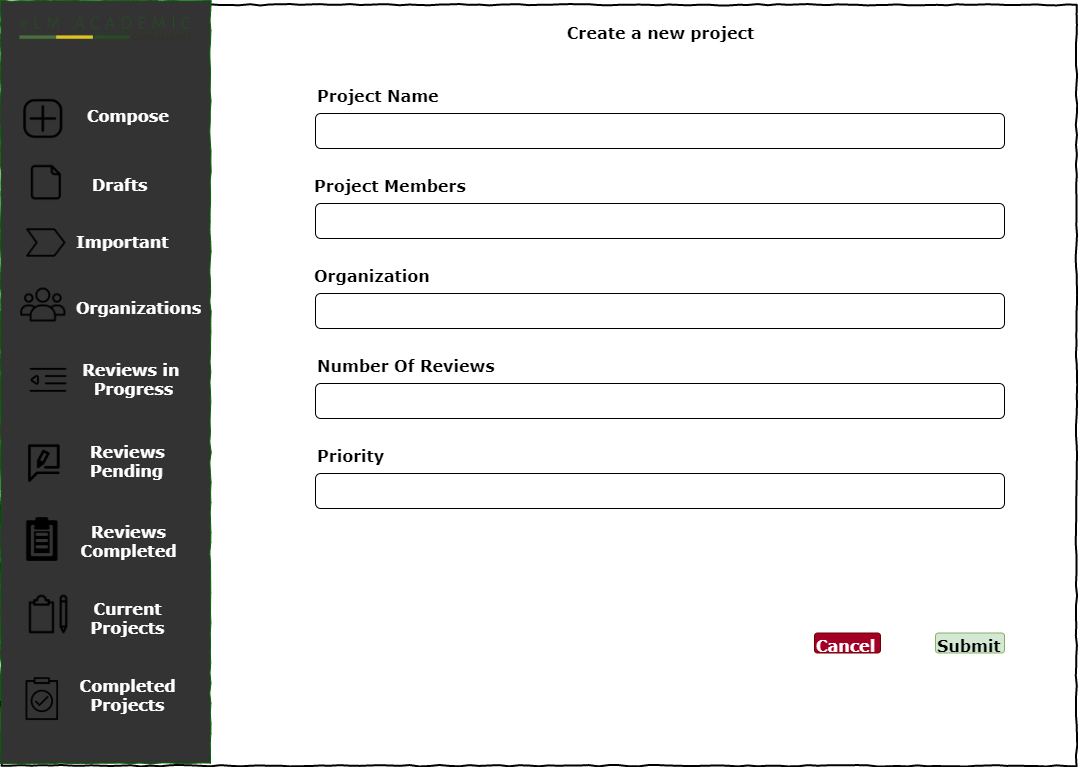 ACADEMIC
Create a new project
Compose
Drafts
Important
Organizations
Reviews in
Progress
Reviews
Pending
Reviews
Completed
Current
Projects
Completed
Projects
Project Name
Project Members
Organization
Number Of Reviews
Priority
Cancel
Submit